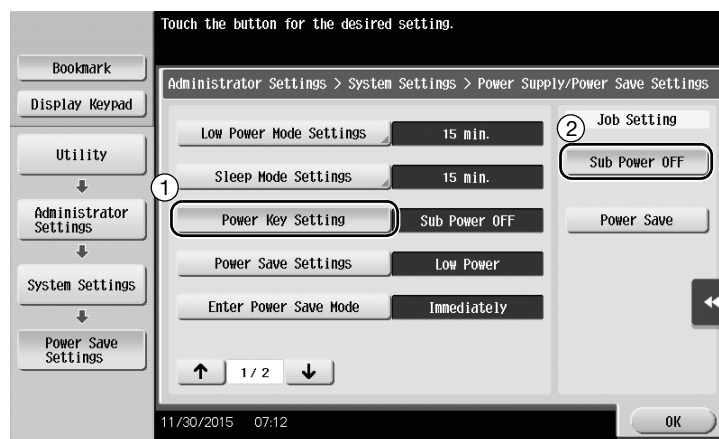 Touch the button for the desired setting.
Bookmark
Display Keypad
Utility
Administrator
Settings
System Settings
Power Save
Settings
Administrator Settings > System Settings > Power Supply/Power Save Settings
Low Power Mode Settings 15 min.
1
Sleep Mode Settings 15 min.
Power Key Setting Sub Power OFF
Power Save Settings Low Power
Enter Power Save Mode Immediately
↑ 1/2 ↓
2
Job Setting
Sub Power OFF
Power Save
11/30/2015 07:12
OK